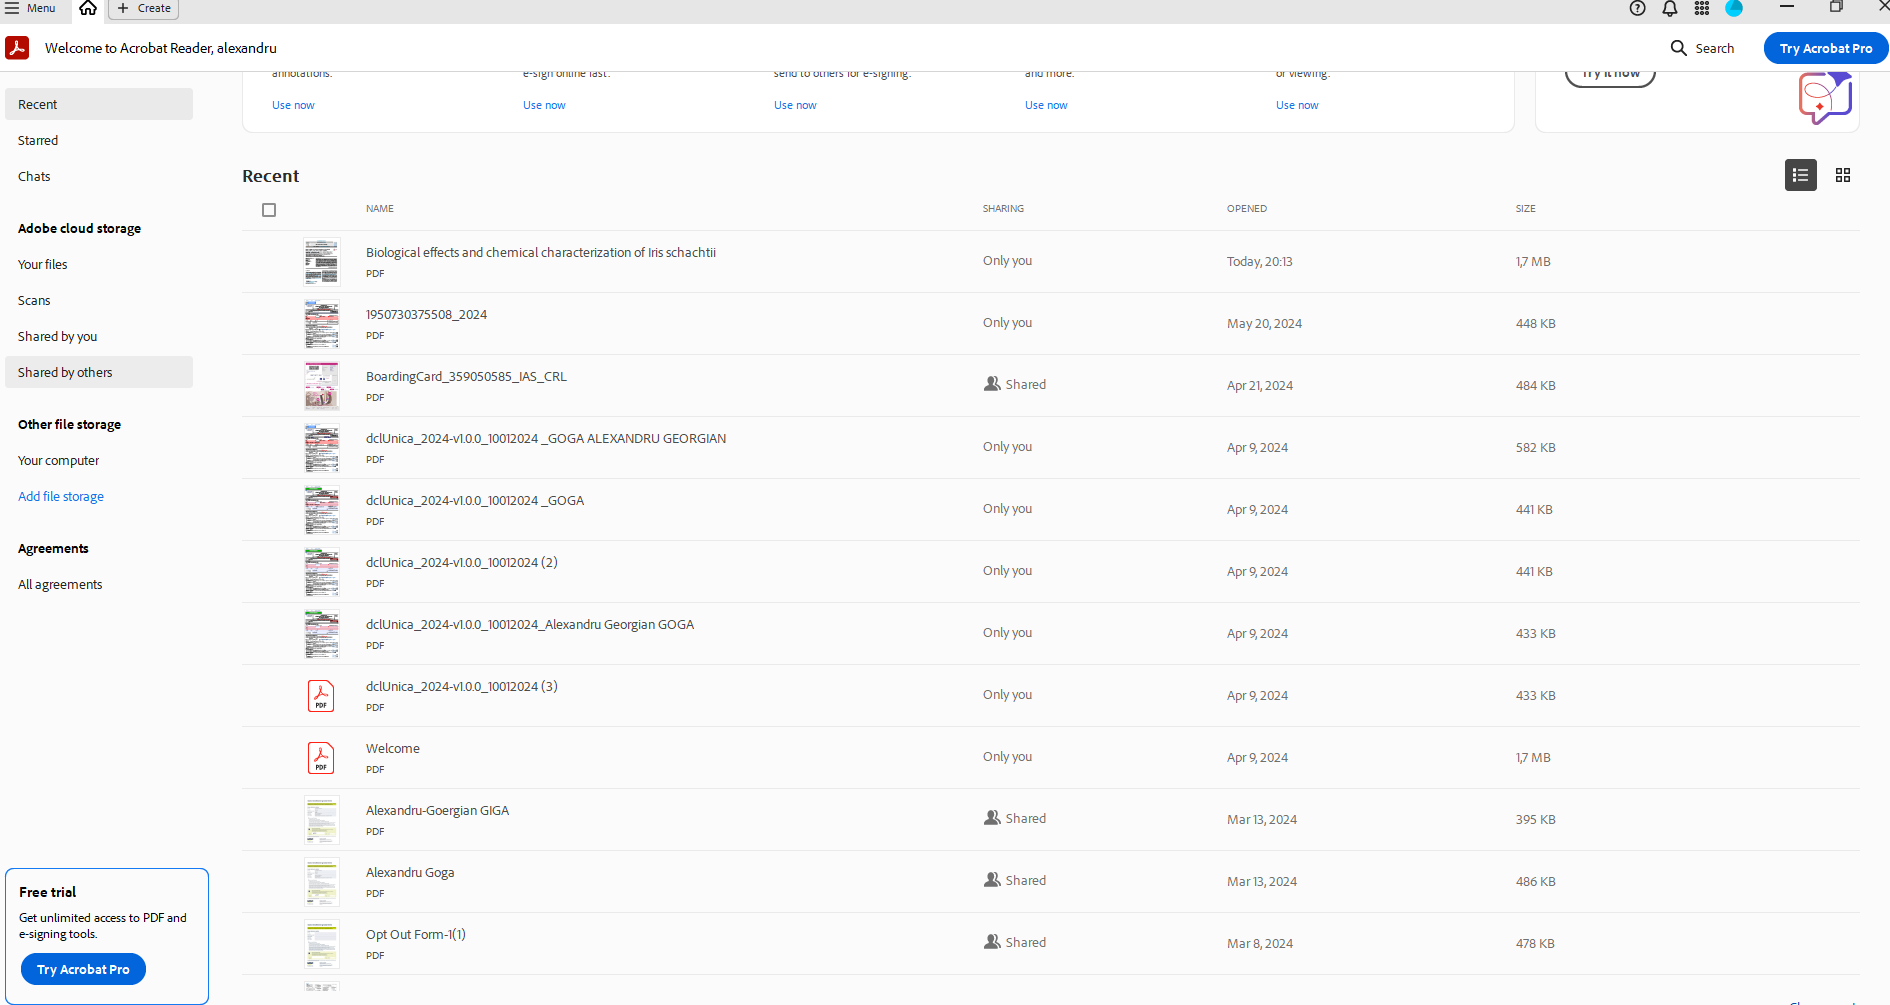 Menu
Create
Welcome to Acrobat Reader, alexandru
Search
Try Acrobat Pro
annotations.
e-sign online fast.
send to others for e-signing.
and more.
or viewing.
Try it now
Use now
Use now
Use now
Use now
Use now
Recent
Starred
Chats
Adobe cloud storage
Your files
Scans
Shared by you
Shared by others
Other file storage
Your computer
Add file storage
Agreements
All agreements
Free trial
Get unlimited access to PDF and
e-signing tools.
Try Acrobat Pro
Recent
NAME SHARING OPENED SIZE
Biological effects and chemical characterization of Iris schachtii
PDF
Only you
Today, 20:13
1,7 MB
1950730375508_2024
PDF
Only you
May 20, 2024
448 KB
BoardingCard_359050585_IAS_CRL
PDF
Shared
Apr 21, 2024
484 KB
dclUnica_2024-v1.0.0_10012024 _GOGA ALEXANDRU GEORGIAN
PDF
Only you
Apr 9, 2024
582 KB
dclUnica_2024-v1.0.0_10012024 _GOGA
PDF
Only you
Apr 9, 2024
441 KB
dclUnica_2024-v1.0.0_10012024 (2)
PDF
Only you
Apr 9, 2024
441 KB
dclUnica_2024-v1.0.0_10012024_Alexandru Georgian GOGA
PDF
Only you
Apr 9, 2024
433 KB
PDF
dclUnica_2024-v1.0.0_10012024 (3)
PDF
Only you
Apr 9, 2024
433 KB
PDF
Welcome
PDF
Only you
Apr 9, 2024
1,7 MB
Alexandru-Goergian GIGA
PDF
Shared
Mar 13, 2024
395 KB
Alexandru Goga
PDF
Shared
Mar 13, 2024
486 KB
Opt Out Form-1(1)
PDF
Shared
Mar 8, 2024
478 KB